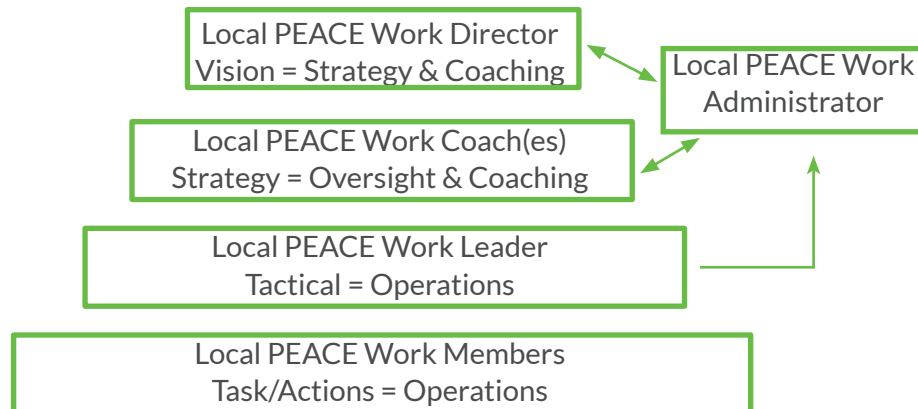 Local PEACE Work Director
Vision = Strategy & Coaching
Local PEACE Work
Administrator
Local PEACE Work Coach(es)
Strategy = Oversight & Coaching
Local PEACE Work Leader
Tactical = Operations
Local PEACE Work Members
Task/Actions = Operations